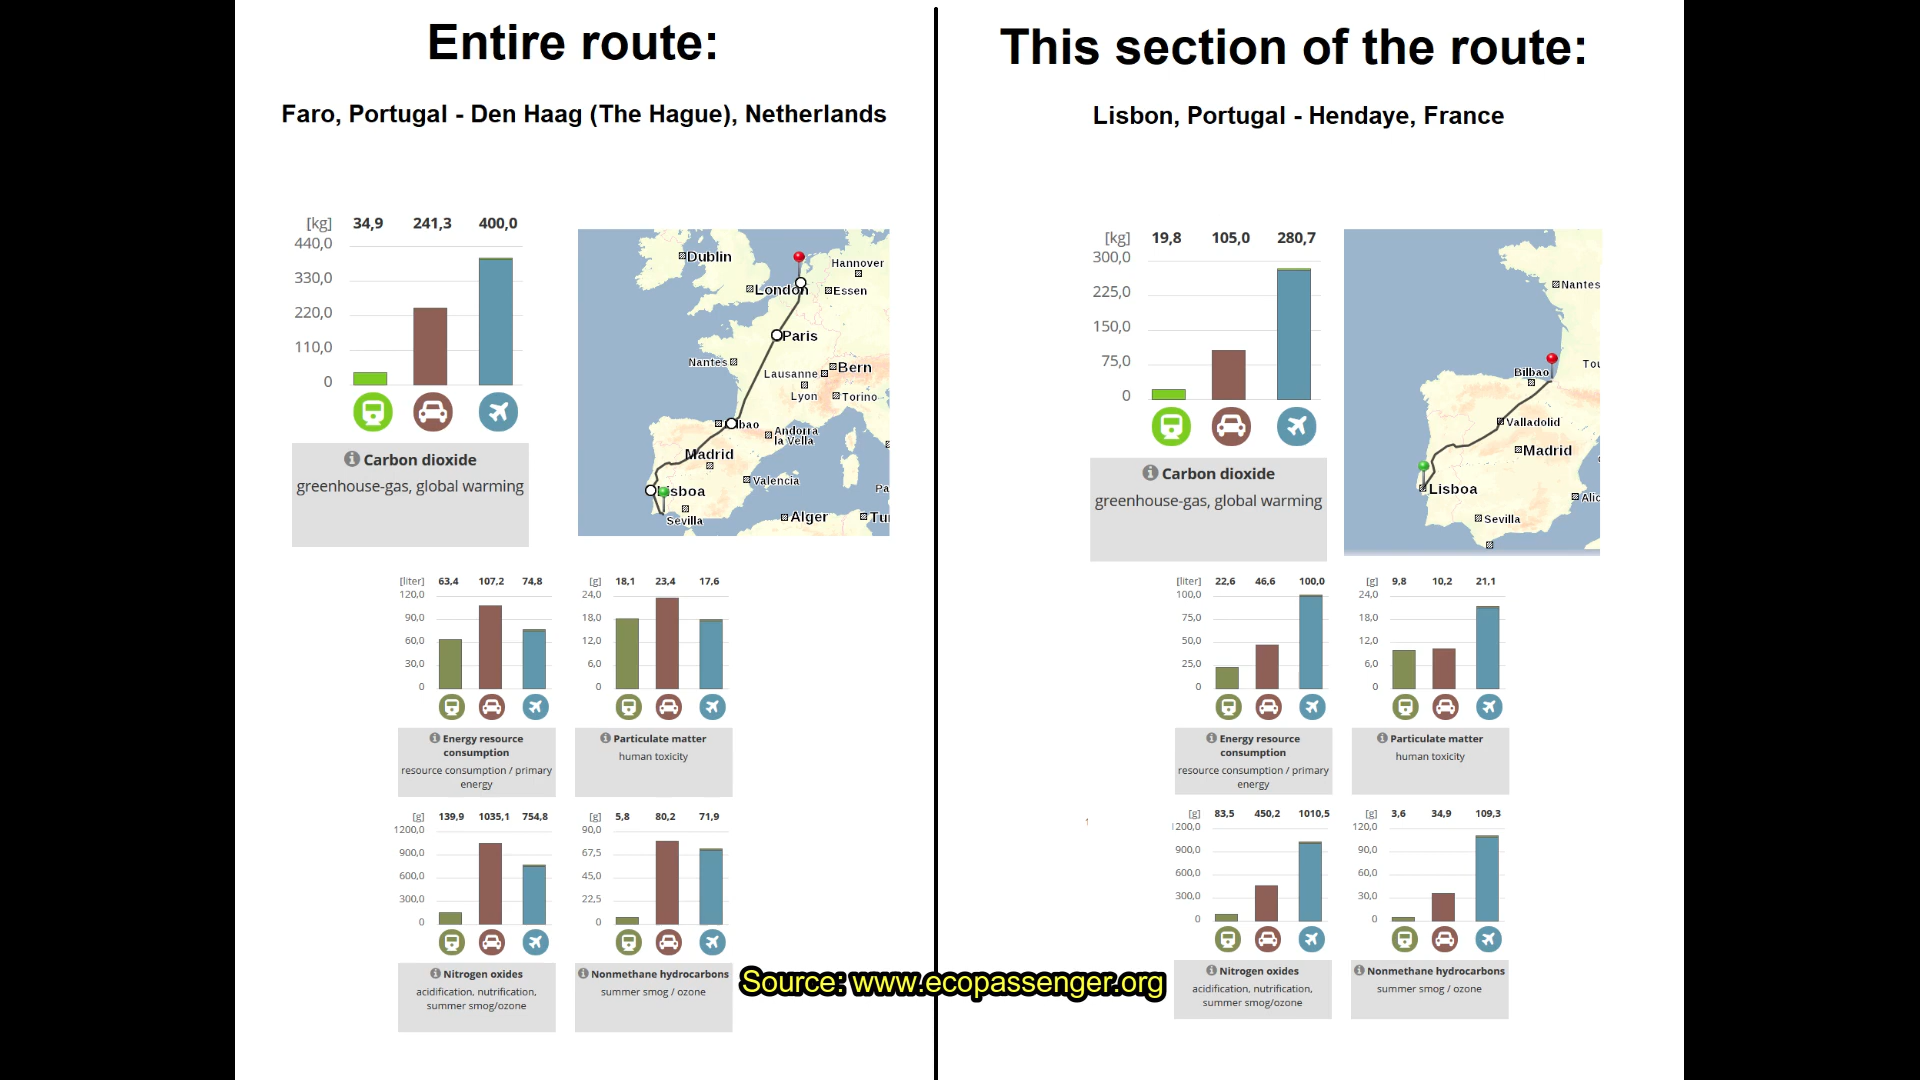 Entire route:
Faro, Portugal - Den Haag (The Hague), Netherlands
[kg] 34,9 241,3 400,0
440,0
330,0
220,0
110,0
0
Carbon dioxide
greenhouse-gas, global warming
Dublin
Hannover
London
Essen
Paris
Nantes
Bern
Lausanne
Lyon
Torino
lbao
Andorra
la Vella
Madrid
Valencia
isboa
Pa
Sevilla
Alger
Tu
[liter] 63,4 107,2 74,8
120,0
90,0
60,0
30,0
0
Energy resource
consumption
resource consumption / primary
energy
[g] 18,1 23,4 17,6
24,0
18,0
12,0
6,0
0
Particulate matter
human toxicity
[g] 139,9 1035,1 754,8
1200,0
900,0
600,0
300,0
0
Nitrogen oxides
acidification, nutrification,
summer smog/ozone
[g] 5,8 80,2 71,9
90,0
67,5
45,0
22,5
0
Nonmethane hydrocarbons
summer smog / ozone
This section of the route:
Lisbon, Portugal - Hendaye, France
[kg] 19,8 105,0 280,7
300,0
225,0
150,0
75,0
0
Carbon dioxide
greenhouse-gas, global warming
Nantes
Tou
Bilbao
Valladolid
Madrid
Lisboa
Alic
Sevilla
[liter] 22,6 46,6 100,0
100,0
75,0
50,0
25,0
0
Energy resource
consumption
resource consumption / primary
energy
[g] 9,8 10,2 21,1
24,0
18,0
12,0
6,0
0
Particulate matter
human toxicity
[g] 83,5 450,2 1010,5
1200,0
900,0
600,0
300,0
0
Nitrogen oxides
acidification, nutrification,
summer smog/ozone
[g] 3,6 34,9 109,3
120,0
90,0
60,0
30,0
0
Nonmethane hydrocarbons
summer smog / ozone
Source: www.ecopassenger.org